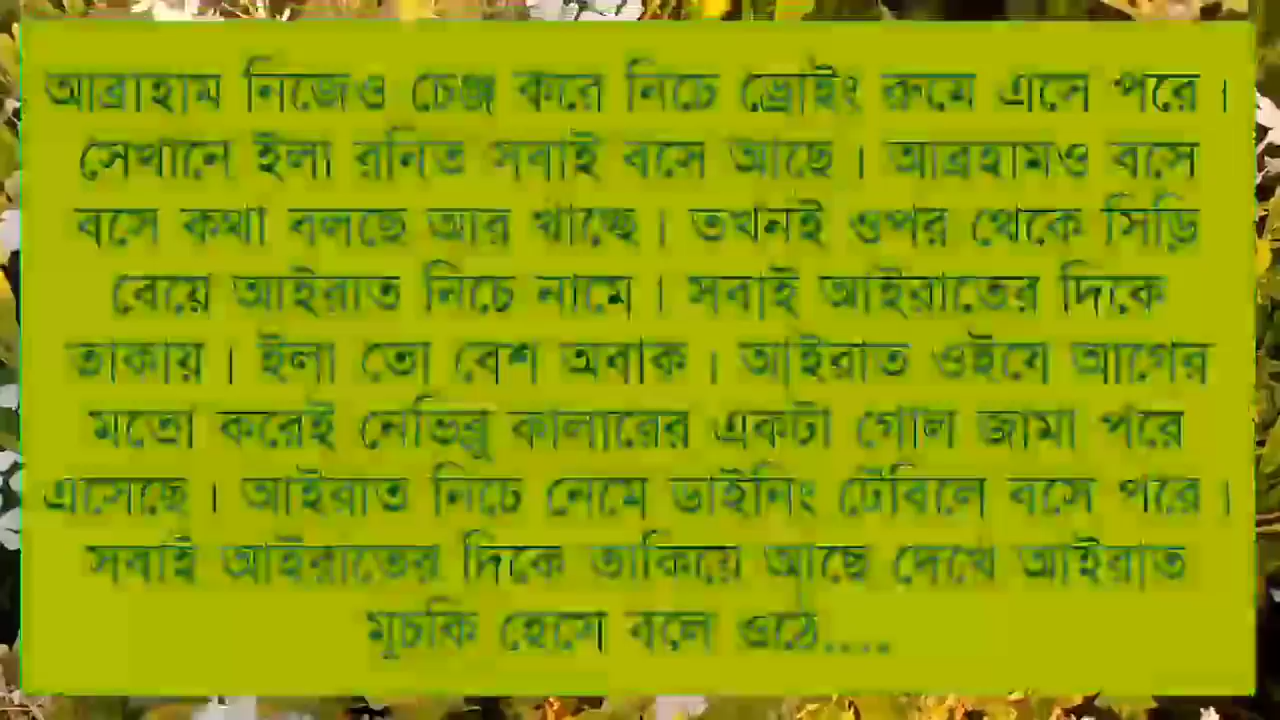 আব্রাহাম নিজেও চেঞ্জ করে নিচে ড্রোইং রুমে এসে পরে ।
সেখানে ইলা রনিত সবাই বসে আছে । আব্রহামও বসে
বসে কথা বলছে আর খাচ্ছে । তখনই ওপর থেকে সিড়ি
বেয়ে আইরাত নিচে নামে । সবাই আইরাতের দিকে
তাকায় । ইলা তো বেশ অবাক । আইরাত ওইযে আগের
মতো করেই নেভিব্লু কালারের একটা গোল জামা পরে
এসেছে । আইরাত নিচে নেমে ডাইনিং টেবিলে বসে পরে ।
সবাই আইরাতের দিকে তাকিয়ে আছে দেখে আইরাত
মুচকি হেসে বলে ওঠে....